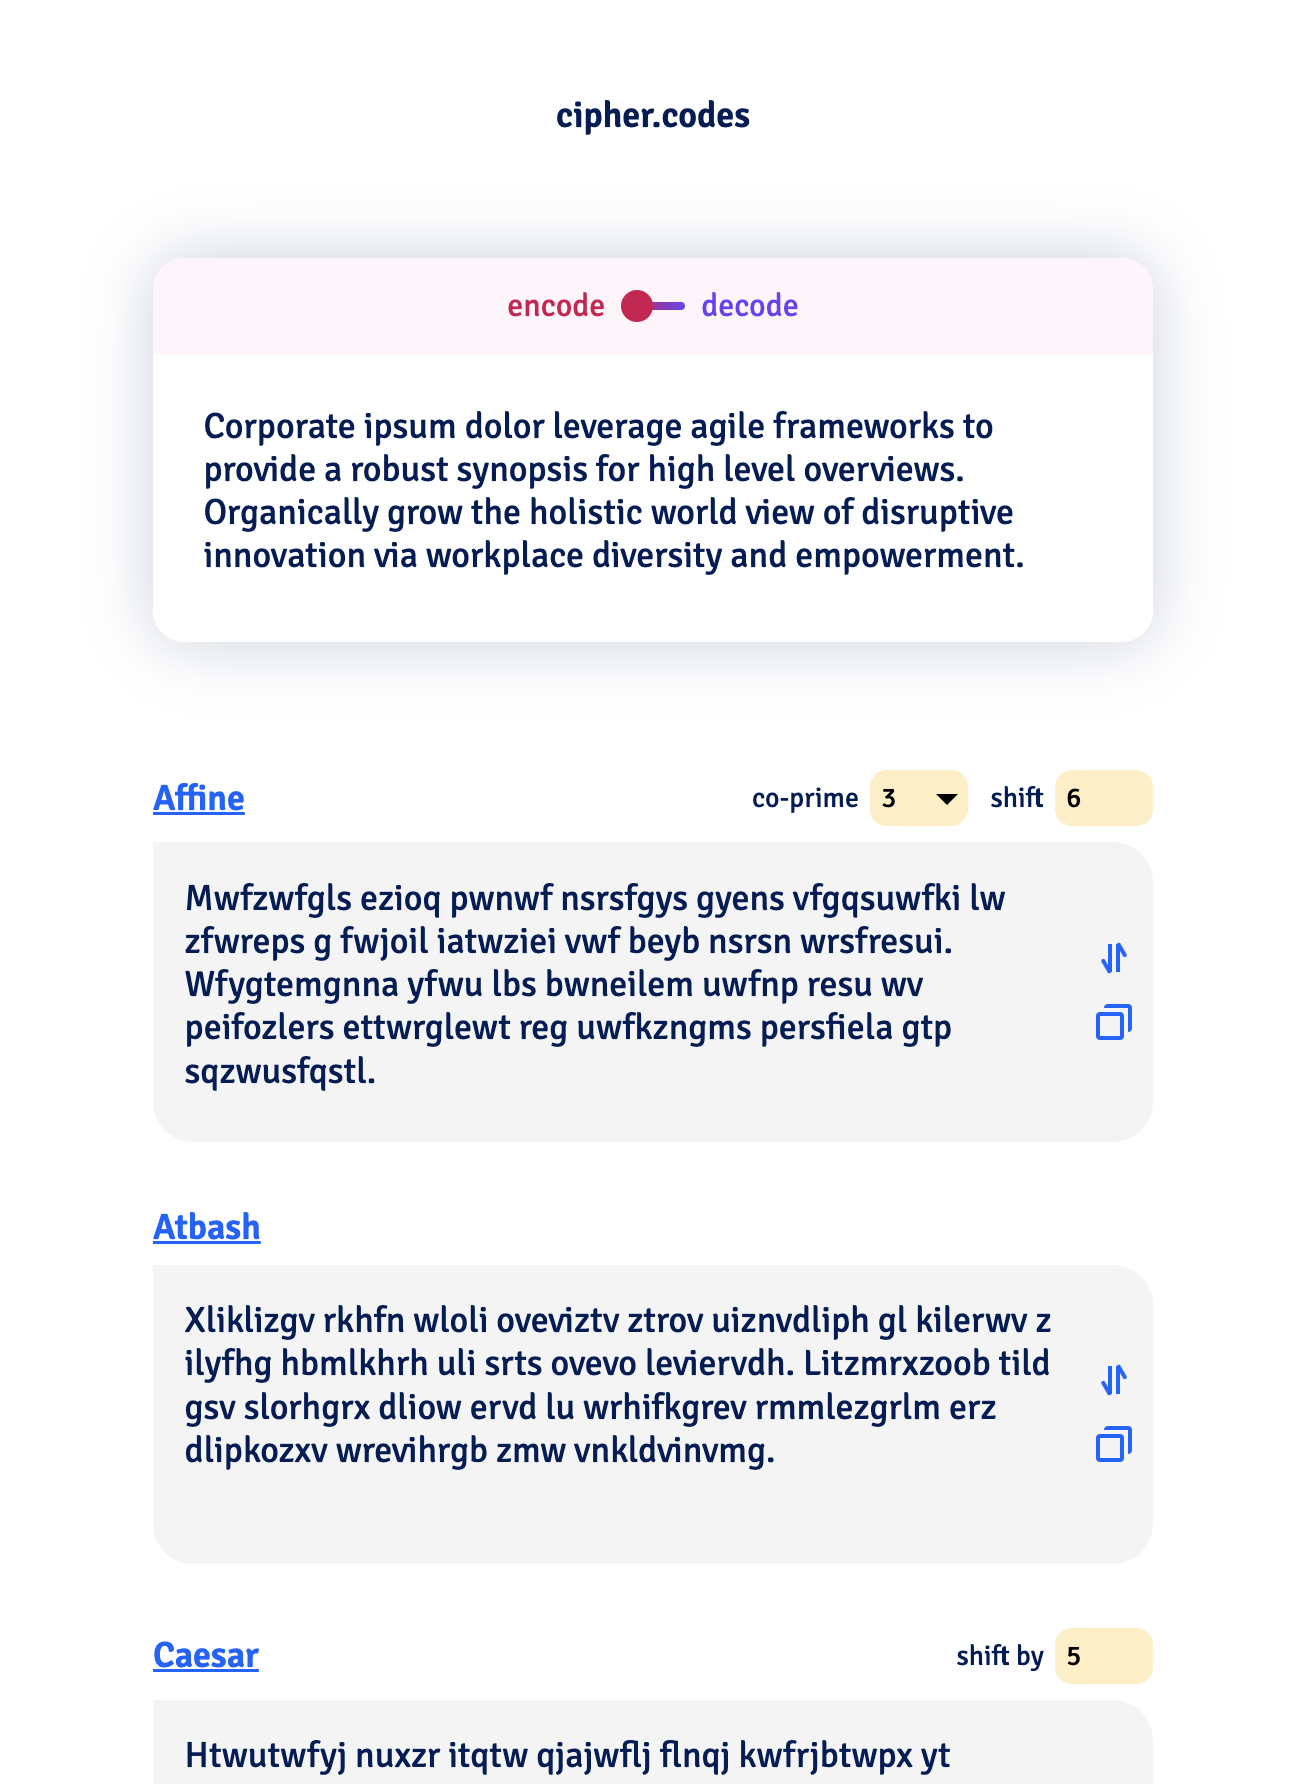 cipher.codes
encode decode
Corporate ipsum dolor leverage agile frameworks to
provide a robust synopsis for high level overviews.
Organically grow the holistic world view of disruptive
innovation via workplace diversity and empowerment.
Affine co-prime 3 shift 6
Mwfzwfgls ezioq pwnwf nsrsfgys gyens vfgqsuwfki lw
zfwreps g fwjoil iatwziei vwf beyb nsrsn wrsfresui.
Wfygtemgnna yfwu lbs bwneilem uwfnp resu wv
peifozlers ettwrglewt reg uwfkzngms persfiela gtp
sqzwusfqstl.
Atbash
Xliklizgv rkhfn wloli oveviztv ztrov uiznvdliph gl kilerwv z
ilyfhg hbmlkhrh uli srts ovevo leviervdh. Litzmrxzoob tild
gsv slorhgrx dliow ervd lu wrhifkgrev rmmlezgrlm erz
dlipkozxv wrevihrgb zmw vnkldvinvmg.
Caesar shift by 5
Htwutwfyj nuxzr itqtw qjajwflj flnqj kwfrjbtwpx yt